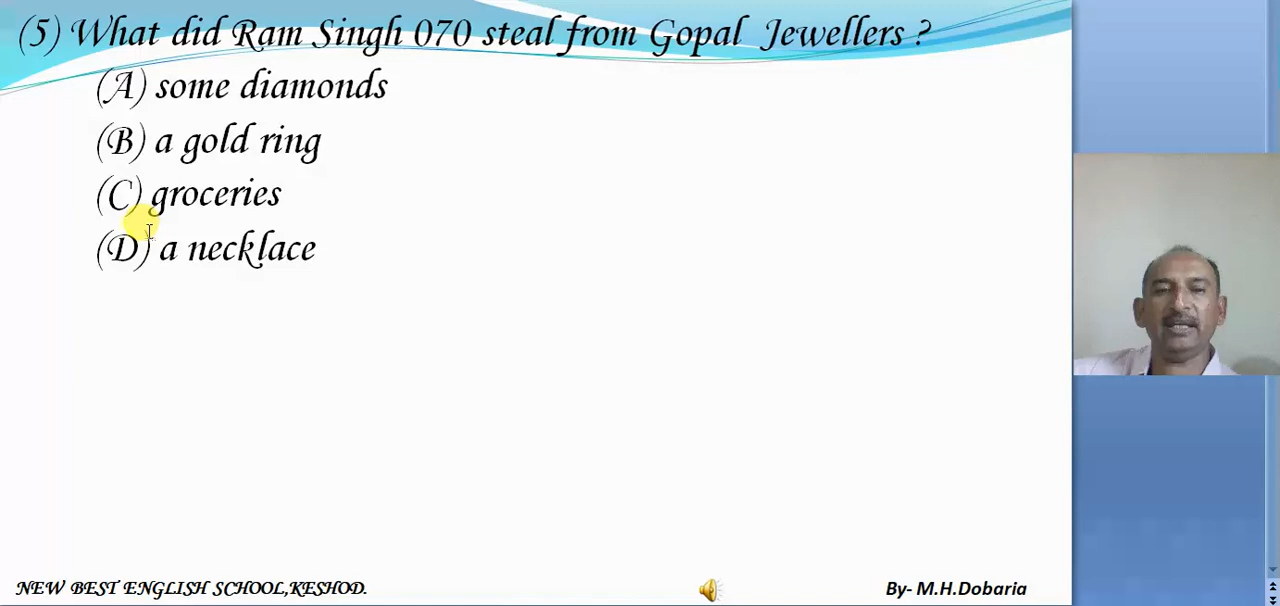 (5) What did Ram Singh 070 steal from Gopal Jewellers ?
(A) some diamonds
(B) a gold ring
(C) groceries
(D) a necklace
NEW BEST ENGLISH SCHOOL,KESHOD.
By- M.H.Dobaria